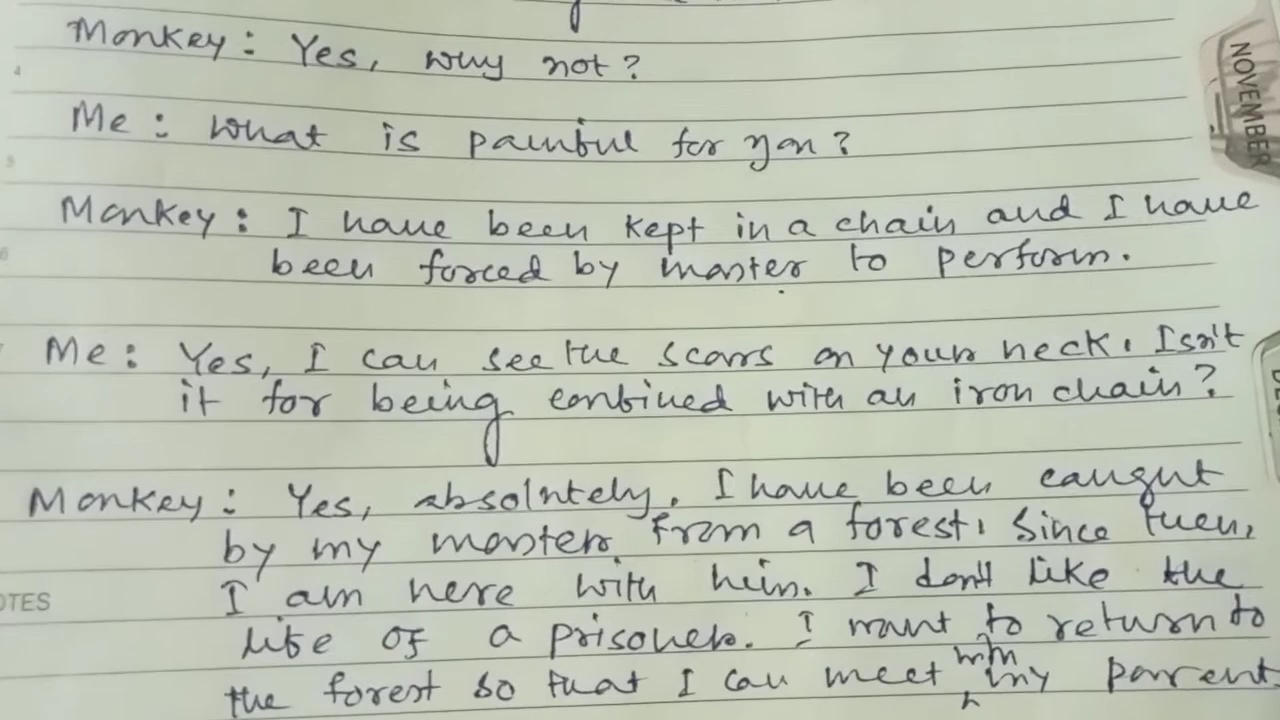 Monkey: Yes, why not?
Me: What is painful for you?
Monkey: I have been kept in a chain and I have
been forced by master to perform.
Me: Yes, I can see the scars on your neck. Isn't
it for being confined with an iron chain?
Monkey: Yes, absolutely. I have been caught
by my master from a forest. Since then,
I am here with him. I don't like the
life of a prisoner. I want to return to
the forest so that I can meet with my parent
NOVEMBER
OTES